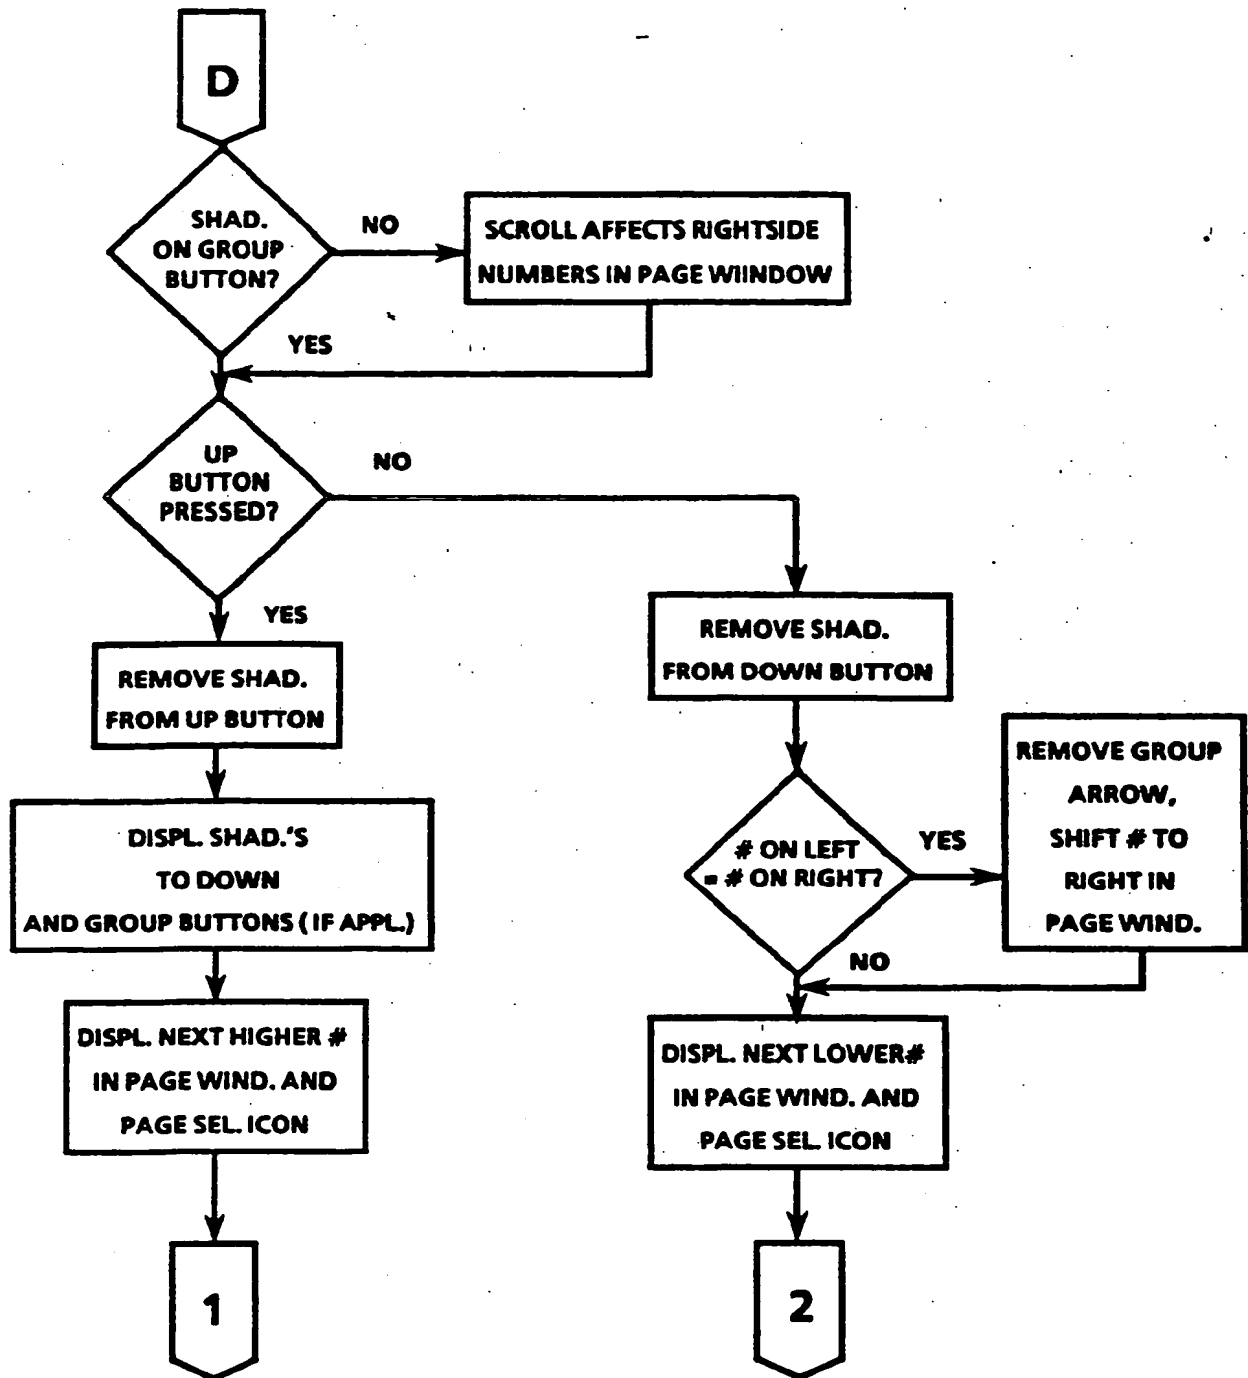 D
SHAD.
ON GROUP
BUTTON?
NO
SCROLL AFFECTS RIGHTSIDE
NUMBERS IN PAGE WIINDOW
YES
UP
BUTTON
PRESSED?
NO
YES
REMOVE SHAD.
FROM UP BUTTON
REMOVE SHAD.
FROM DOWN BUTTON
DISPL. SHAD.'S
TO DOWN
AND GROUP BUTTONS ( IF APPL.)
# ON LEFT
= # ON RIGHT?
YES
REMOVE GROUP
ARROW,
SHIFT # TO
RIGHT IN
PAGE WIND.
NO
DISPL. NEXT HIGHER #
IN PAGE WIND. AND
PAGE SEL. ICON
DISPL. NEXT LOWER#
IN PAGE WIND. AND
PAGE SEL. ICON
1
2